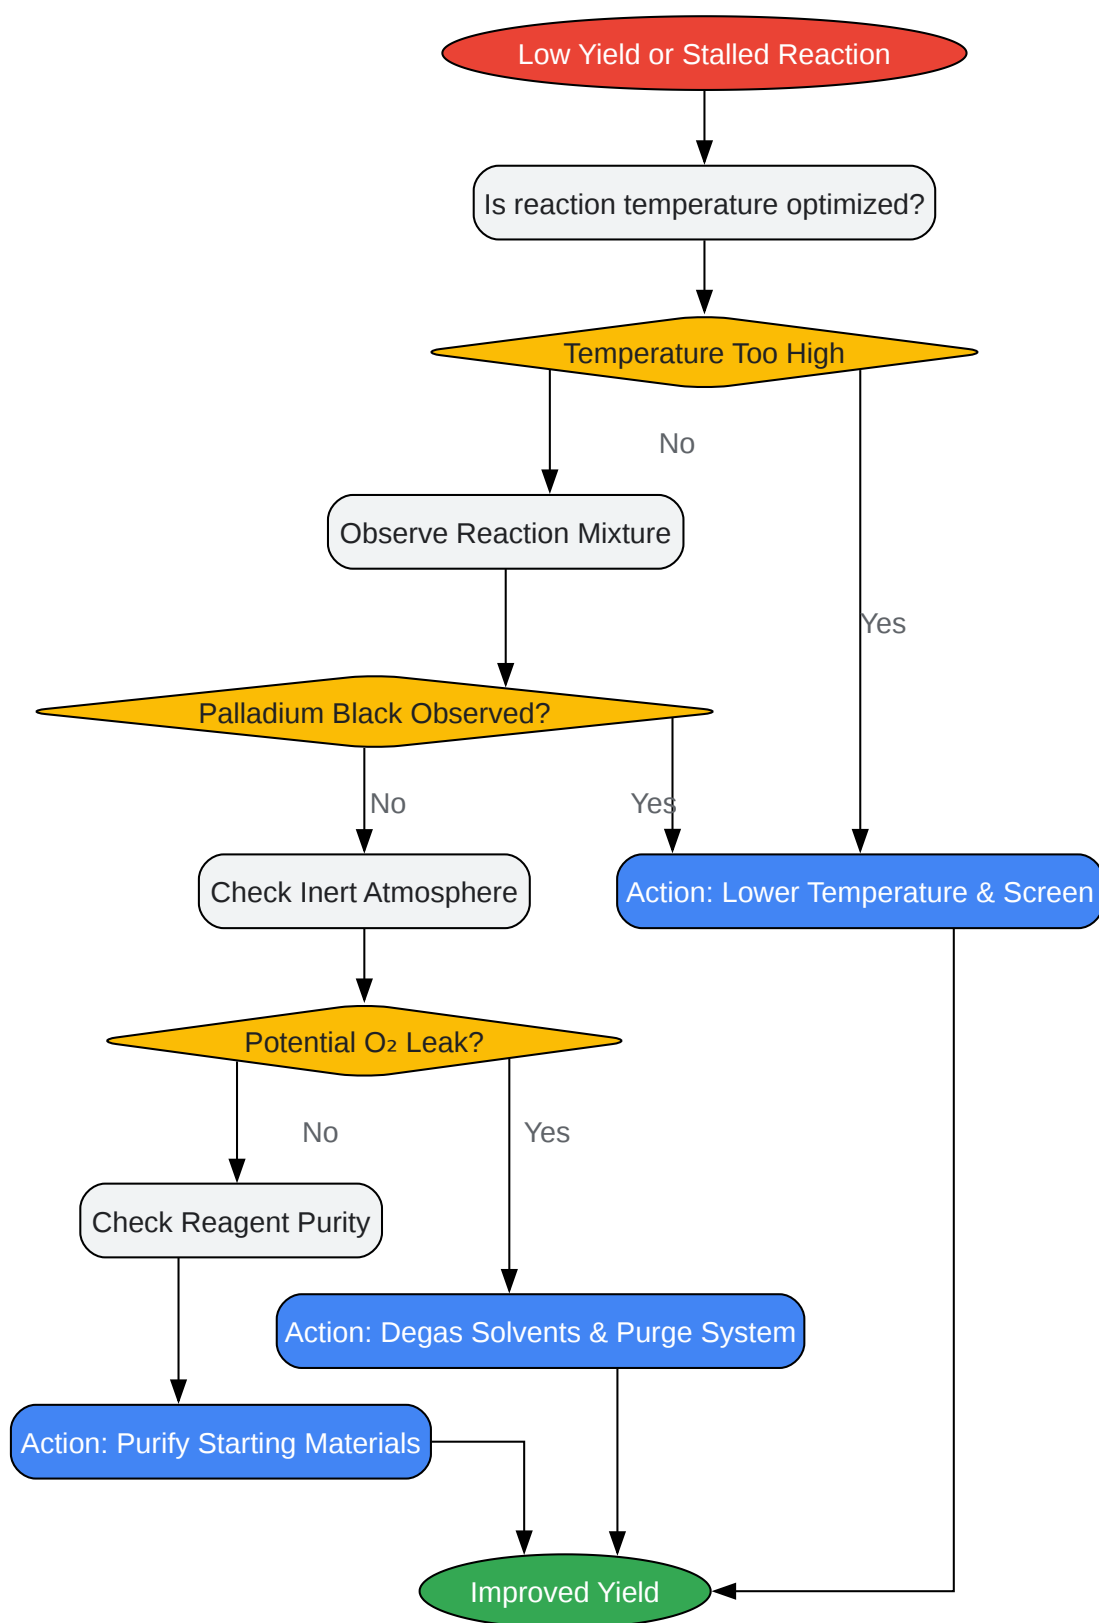 Low Yield or Stalled Reaction
Is reaction temperature optimized?
Temperature Too High
No
Observe Reaction Mixture
Yes
Palladium Black Observed?
No
Yes
Check Inert Atmosphere
Action: Lower Temperature & Screen
Potential O₂ Leak?
No
Yes
Check Reagent Purity
Action: Degas Solvents & Purge System
Action: Purify Starting Materials
Improved Yield